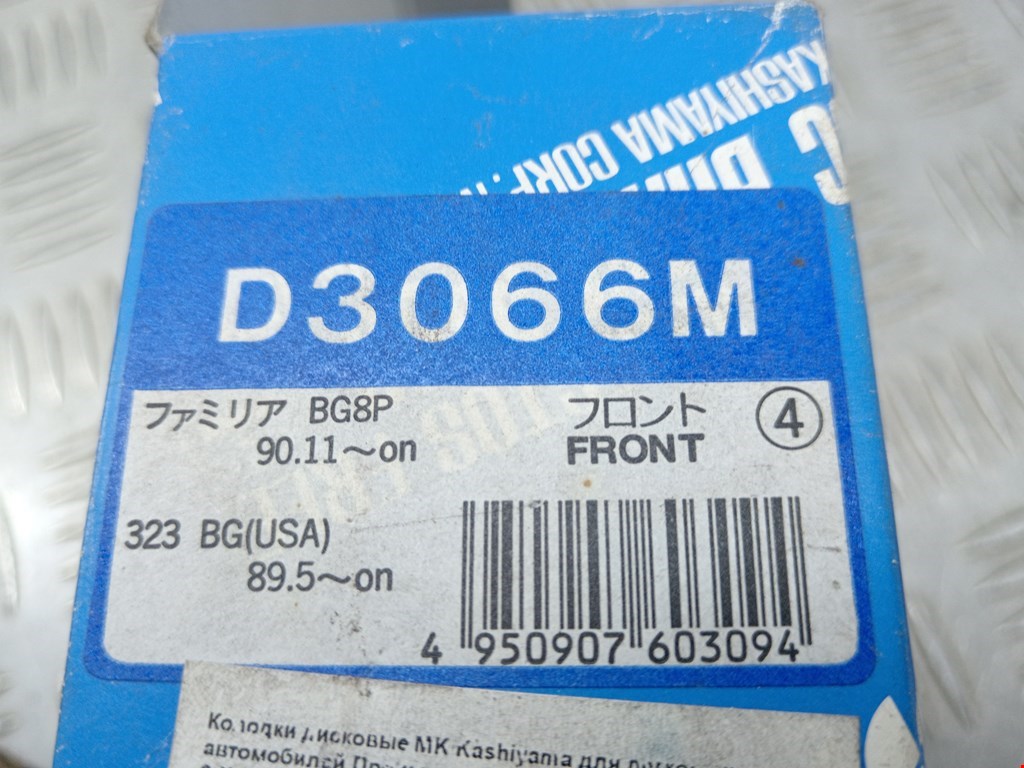 KASHIYAMA CORP.
D3066M
ファミリア BG8P
フロント
④
90.11～on
FRONT
323 BG(USA)
89.5～on
4 950907 603094
Колодки дисковые MK Kashiyama для
автомобилей